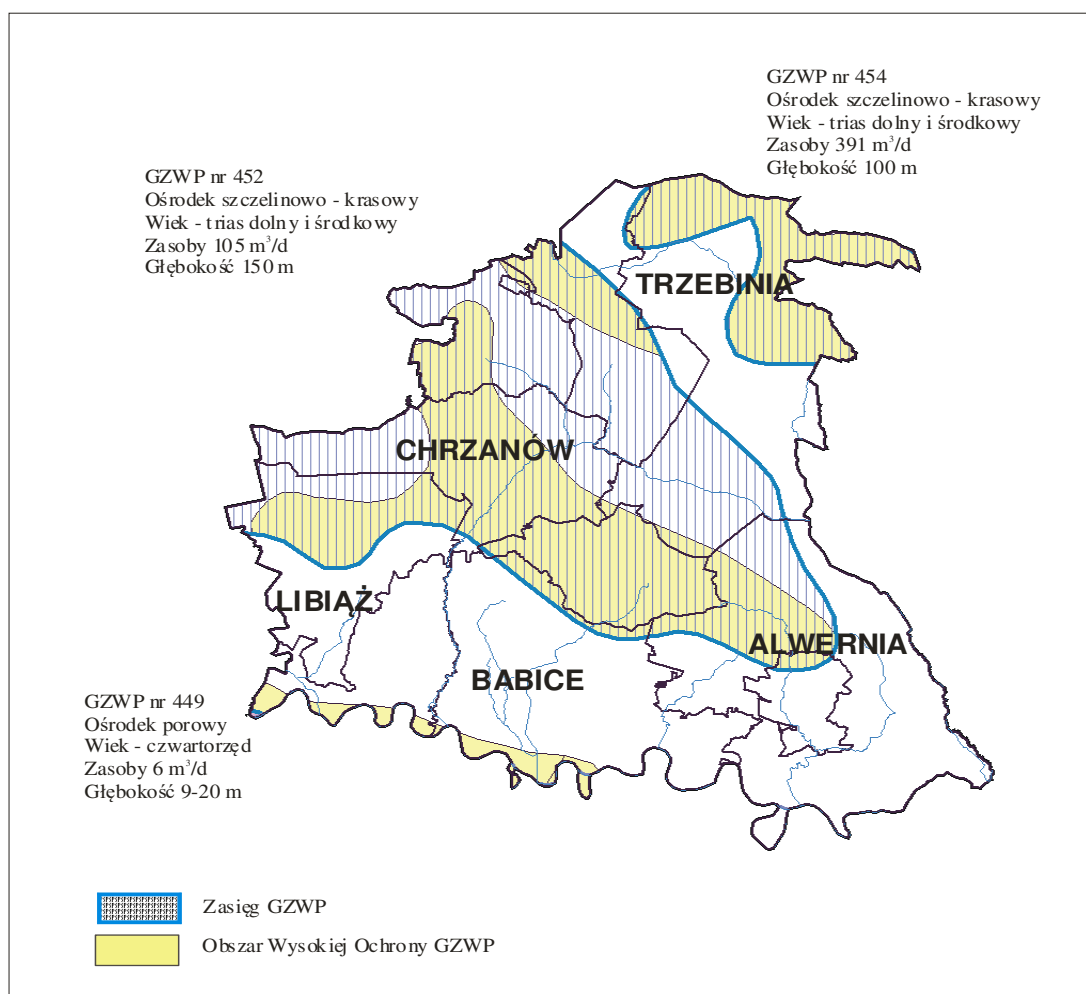 GZWP nr 454
Ośrodek szczelinowo - krasowy
Wiek - trias dolny i środkowy
Zasoby 391 m³/d
Głębokość 100 m
GZWP nr 452
Ośrodek szczelinowo - krasowy
Wiek - trias dolny i środkowy
Zasoby 105 m³/d
Głębokość 150 m
TRZEBINIA
CHRZANÓW
LIBIĄŻ
ALWERNIA
BABICE
GZWP nr 449
Ośrodek porowy
Wiek - czwartorzęd
Zasoby 6 m³/d
Głębokość 9-20 m
Zasięg GZWP
Obszar Wysokiej Ochrony GZWP